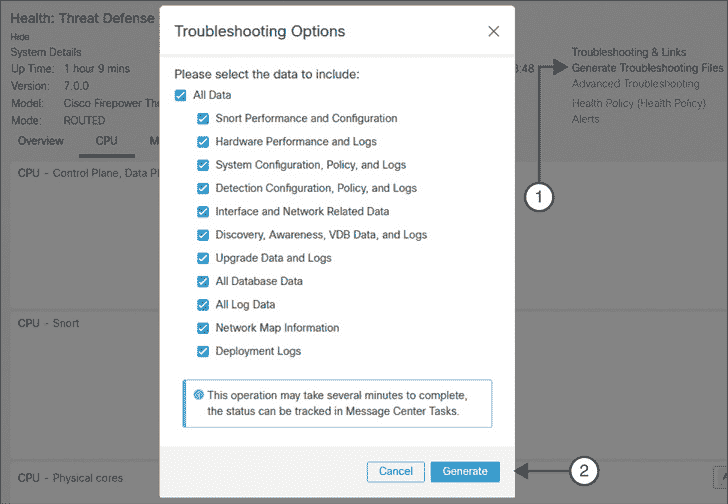 Health: Threat Defense
Hide
System Details
Up Time: 1 hour 9 mins
Version: 7.0.0
Model: Cisco Firepower
Mode: ROUTED
Overview
CPU
CPU - Control Plane, Data
CPU - Snort
CPU - Physical cores
Troubleshooting Options
Please select the data to include:
All Data
Snort Performance and Configuration
Hardware Performance and Logs
System Configuration, Policy, and Logs
Detection Configuration, Policy, and Logs
Interface and Network Related Data
Discovery, Awareness, VDB Data, and Logs
Upgrade Data and Logs
All Database Data
All Log Data
Network Map Information
Deployment Logs
This operation may take several minutes to complete,
the status can be tracked in Message Center Tasks.
Cancel
Generate
:48
Troubleshooting & Links
Generate Troubleshooting Files
Advanced Troubleshooting
Health Policy (Health Policy)
Alerts
1
2